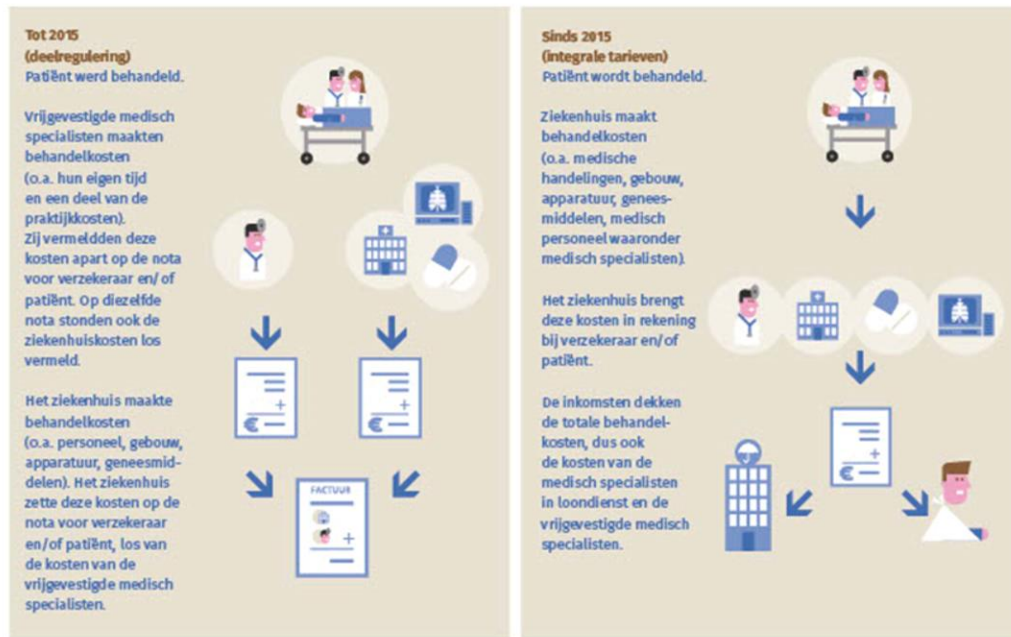 Tot 2015
(deelregulering)
Patiënt werd behandeld.
Vrijgevestigde medisch
specialisten maakten
behandelkosten
(o.a. hun eigen tijd
en een deel van de
praktijkkosten).
Zij vermeldden deze
kosten apart op de nota
voor verzekeraar en/ of
patiënt. Op diezelfde
nota stonden ook de
ziekenhuiskosten los
vermeld.
Het ziekenhuis maakte
behandelkosten
(o.a. personeel, gebouw,
apparatuur, geneesmid-
delen). Het ziekenhuis
zette deze kosten op de
nota voor verzekeraar
en/of patiënt, los van
de kosten van de
vrijgevestigde medisch
specialisten.
FACTUUR
Sinds 2015
(integrale tarieven)
Patiënt wordt behandeld.
Ziekenhuis maakt
behandelkosten
(o.a. medische
handelingen, gebouw,
apparatuur, genees-
middelen, medisch
personeel waaronder
medisch specialisten).
Het ziekenhuis brengt
deze kosten in rekening
bij verzekeraar en/of
patiënt.
De inkomsten dekken
de totale behandel-
kosten, dus ook
de kosten van de
medisch specialisten
in loondienst en de
vrijgevestigde medisch
specialisten.